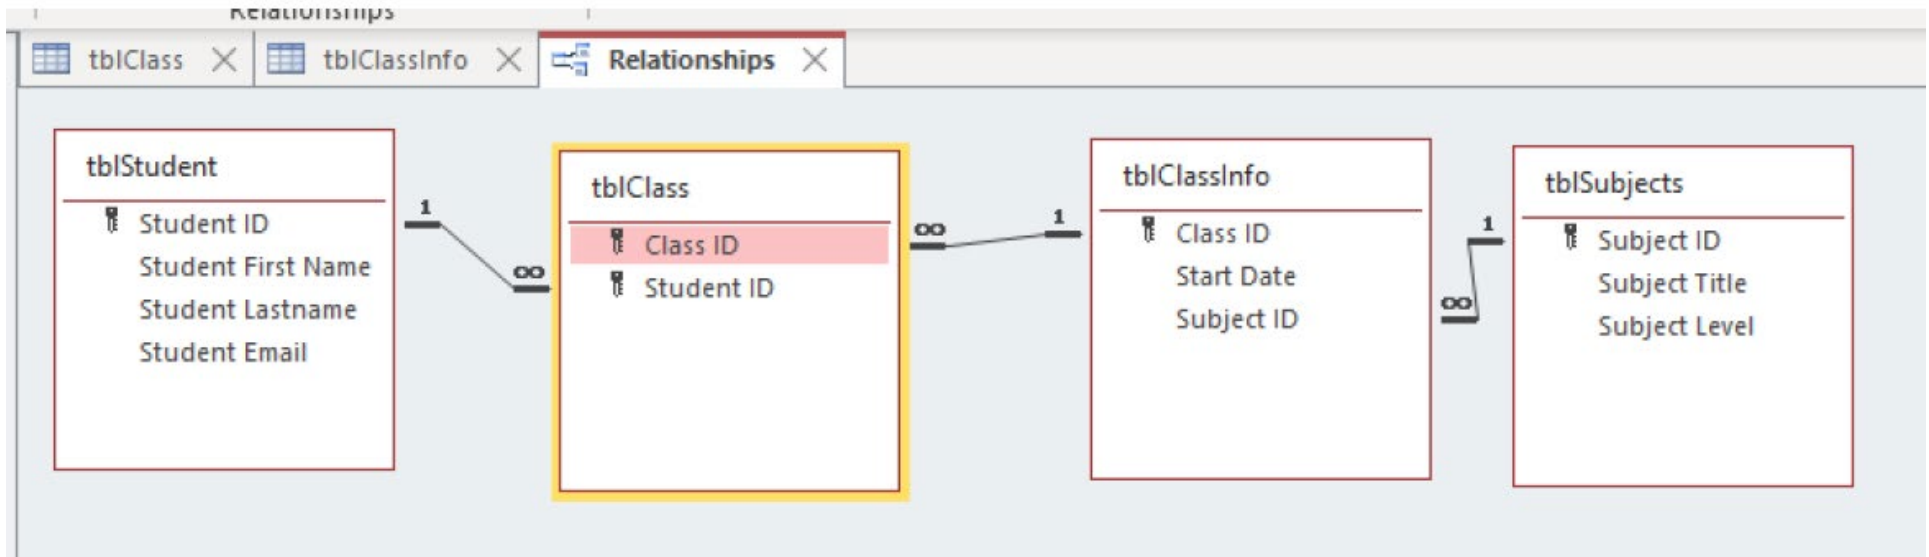 Relationships
tblClass
tblClassInfo
Relationships
tblStudent
Student ID
Student First Name
Student Lastname
Student Email
1
∞
tblClass
Class ID
Student ID
∞
1
tblClassInfo
Class ID
Start Date
Subject ID
1
∞
tblSubjects
Subject ID
Subject Title
Subject Level